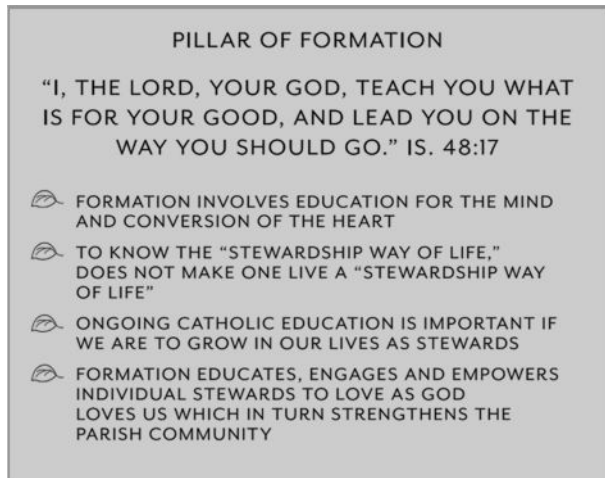 PILLAR OF FORMATION
“I, THE LORD, YOUR GOD, TEACH YOU WHAT
IS FOR YOUR GOOD, AND LEAD YOU ON THE
WAY YOU SHOULD GO.” IS. 48:17
FORMATION INVOLVES EDUCATION FOR THE MIND
AND CONVERSION OF THE HEART
TO KNOW THE “STEWARDSHIP WAY OF LIFE,”
DOES NOT MAKE ONE LIVE A “STEWARDSHIP WAY
OF LIFE”
ONGOING CATHOLIC EDUCATION IS IMPORTANT IF
WE ARE TO GROW IN OUR LIVES AS STEWARDS
FORMATION EDUCATES, ENGAGES AND EMPOWERS
INDIVIDUAL STEWARDS TO LOVE AS GOD
LOVES US WHICH IN TURN STRENGTHENS THE
PARISH COMMUNITY